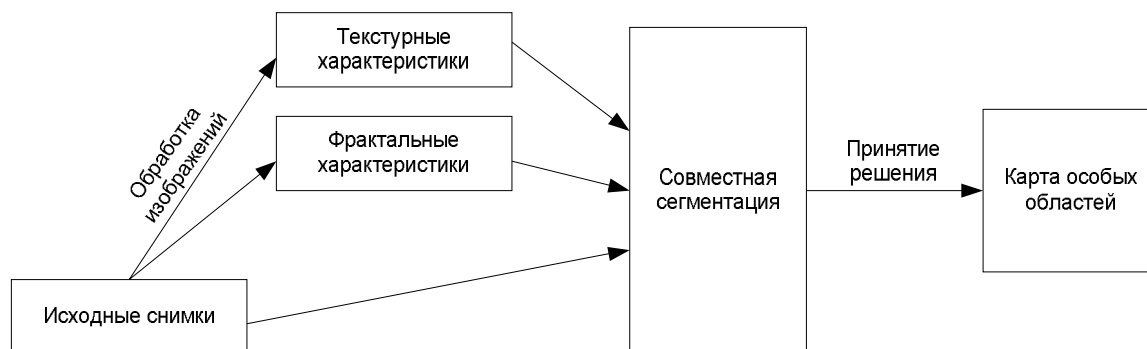 Текстурные
характеристики
Обработка
изображений
Фрактальные
характеристики
Исходные снимки
Совместная
сегментация
Принятие
решения
Карта особых
областей